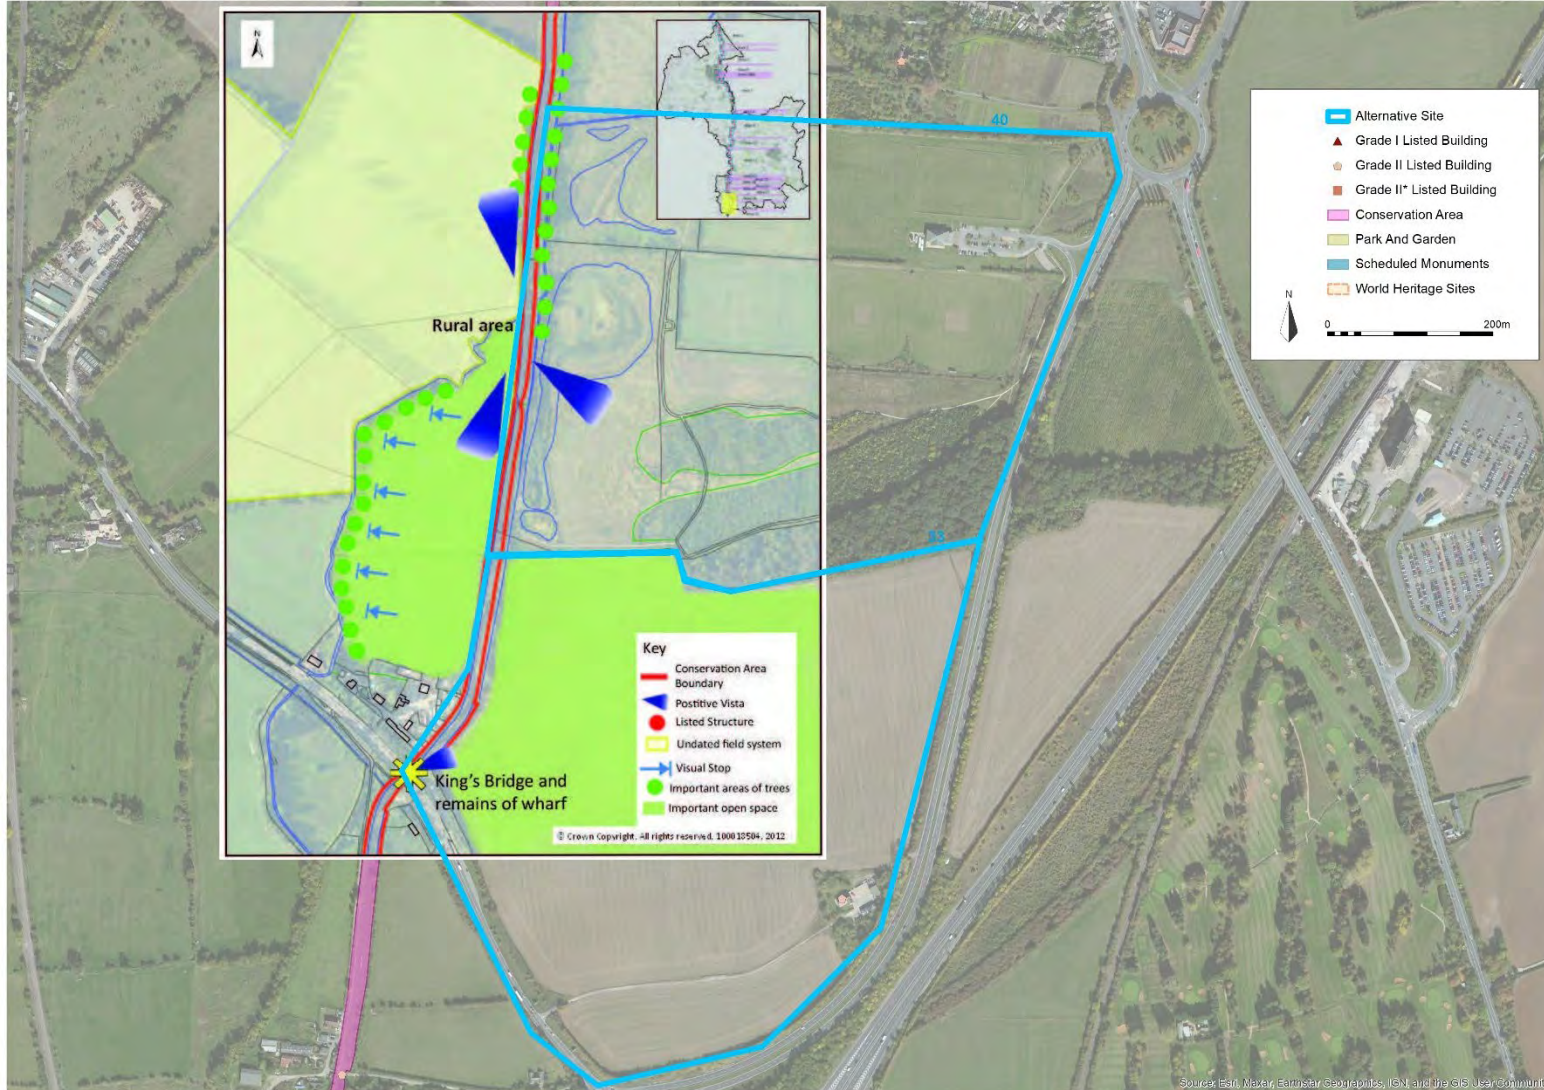 N
40
Alternative Site
Grade I Listed Building
Grade II Listed Building
Grade II* Listed Building
Conservation Area
Park And Garden
Scheduled Monuments
World Heritage Sites
N
0
200m
Rural area
33
Key
Conservation Area
Boundary
Postitive Vista
Listed Structure
Undated field system
Visual Stop
Important areas of trees
Important open space
King's Bridge and
remains of wharf
© Crown Copyright. All rights reserved. 100018504. 2012
Source: Esri, Maxar, Earthstar Geographics, IGN, and the GIS User Communit